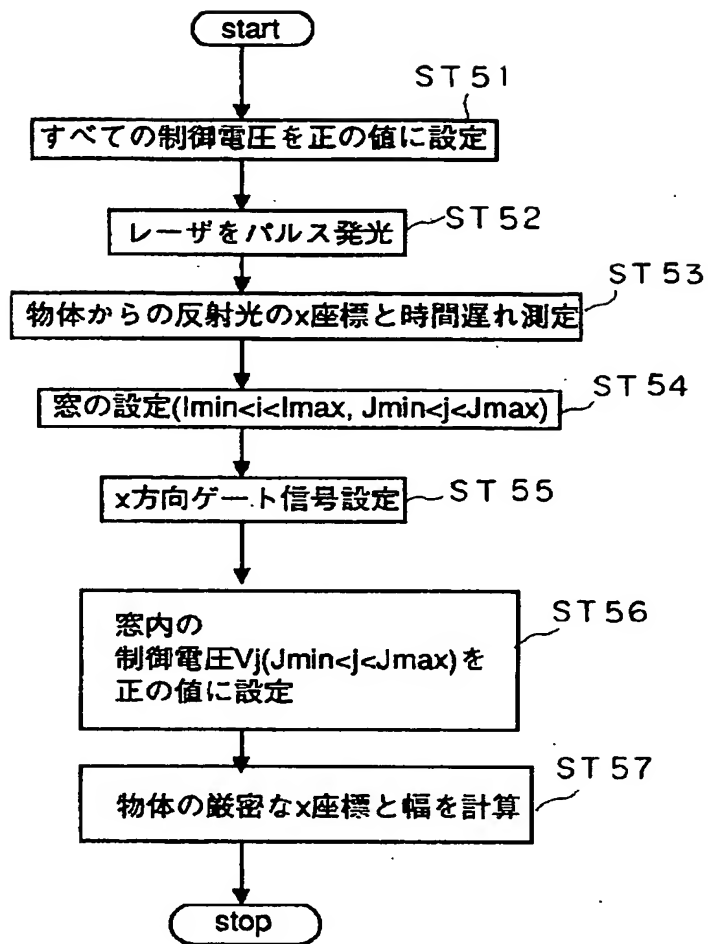 start
ST51
すべての制御電圧を正の値に設定
レーザをパルス発光
ST52
ST53
物体からの反射光のx座標と時間遅れ測定
ST54
窓の設定(Imin<i<Imax, Jmin<j<Jmax)
x方向ゲート信号設定
ST55
窓内の
制御電圧Vj(Jmin<j<Jmax)を
正の値に設定
ST56
ST57
物体の厳密なx座標と幅を計算
stop